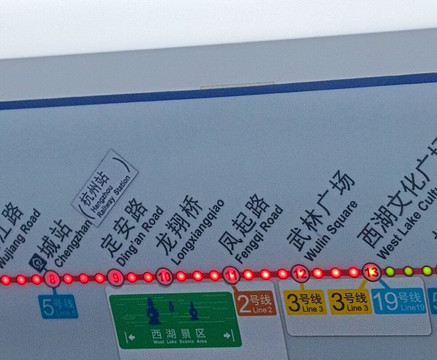 江路
Wujiang Road
城站
Chengzhan
杭州站
Hangzhou
Railway Station
定安路
Ding'an Road
龙翔桥
Longxiangqiao
凤起路
Fengqi Road
武林广场
Wulin Square
西湖文化广场
West Lake Cul
8 9 10 11 12 13
5号线
Line 5
西湖景区
West Lake Scenic Area
2号线
Line 2
3号线
Line 3
3号线
Line 3
19号线
Line19
5